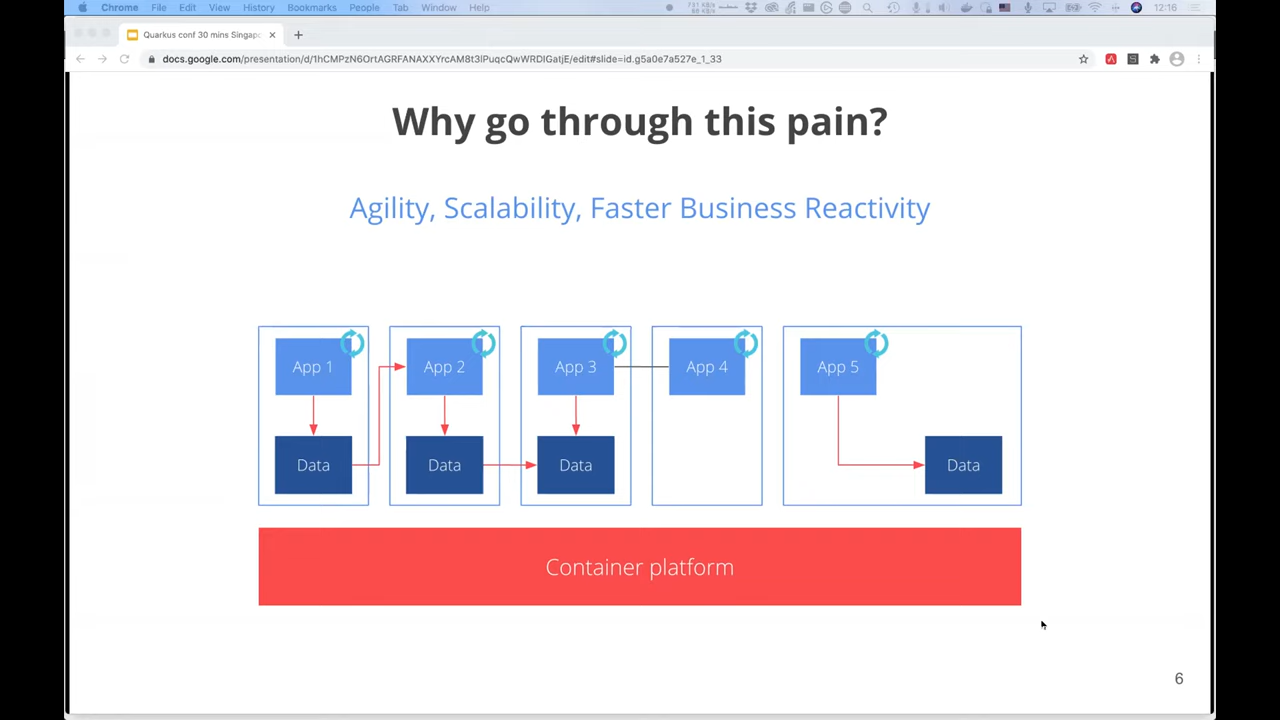 Chrome File Edit View History Bookmarks People Tab Window Help 12:16
Quarkus conf 30 mins Singap
docs.google.com/presentation/d/1hCMPzN6OrtAGRFANAXXYrcAM8t3lPuqcQwWRDIGatjE/edit#slide=id.g5a0e7a527e_1_33
Why go through this pain?
Agility, Scalability, Faster Business Reactivity
App 1 App 2 App 3 App 4 App 5
Data Data Data Data
Container platform
6